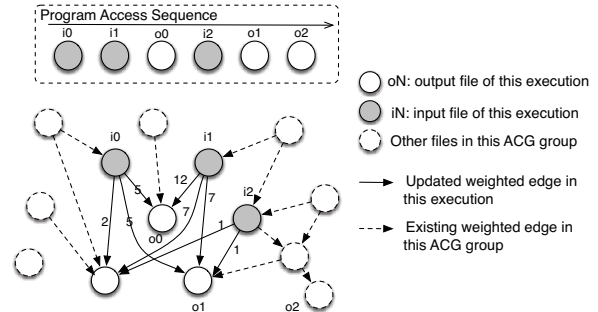 Program Access Sequence
i0 i1 o0 i2 o1 o2
oN: output file of this execution
iN: input file of this execution
Other files in this ACG group
Updated weighted edge in
this execution
Existing weighted edge in
this ACG group
i0 i1
5 12
i2
2 5 7 7
o0 1
1
o1 o2